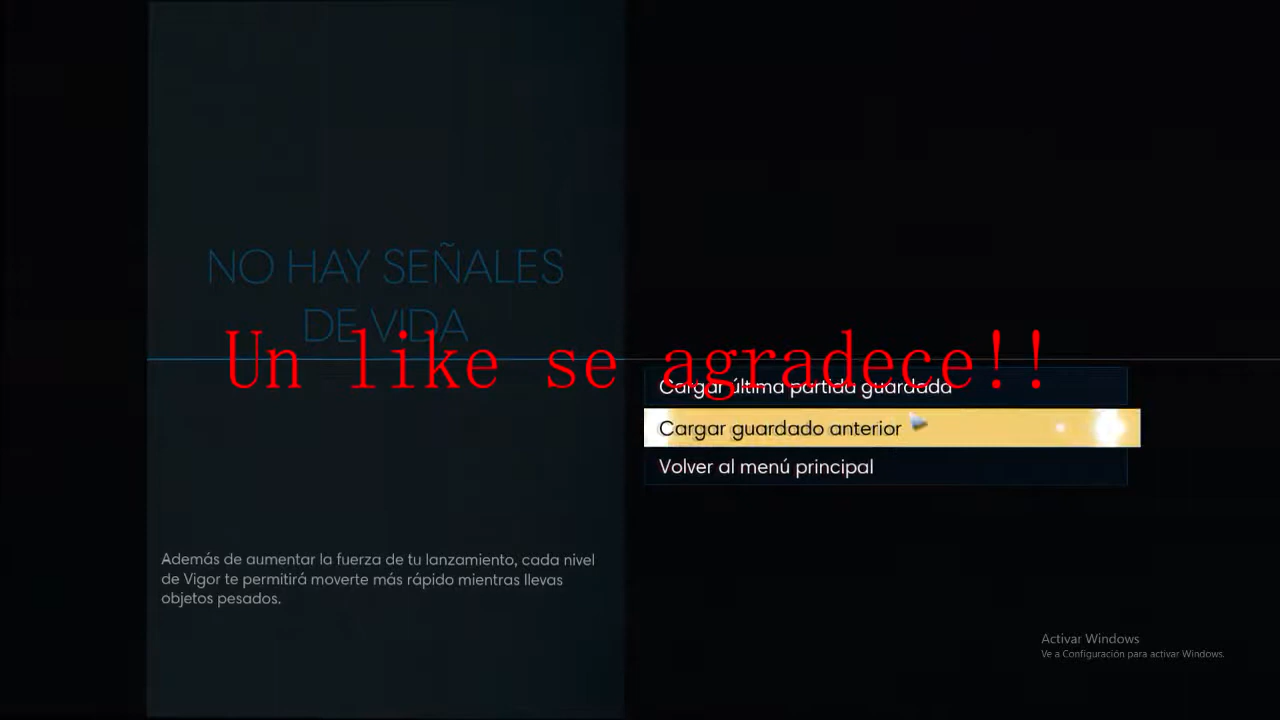 NO HAY SEÑALES
DE VIDA
Un like se agradece!!
Cargar última partida guardada
Cargar guardado anterior
Volver al menú principal
Además de aumentar la fuerza de tu lanzamiento, cada nivel
de Vigor te permitirá moverte más rápido mientras llevas
objetos pesados.
Activar Windows
Ve a Configuración para activar Windows.